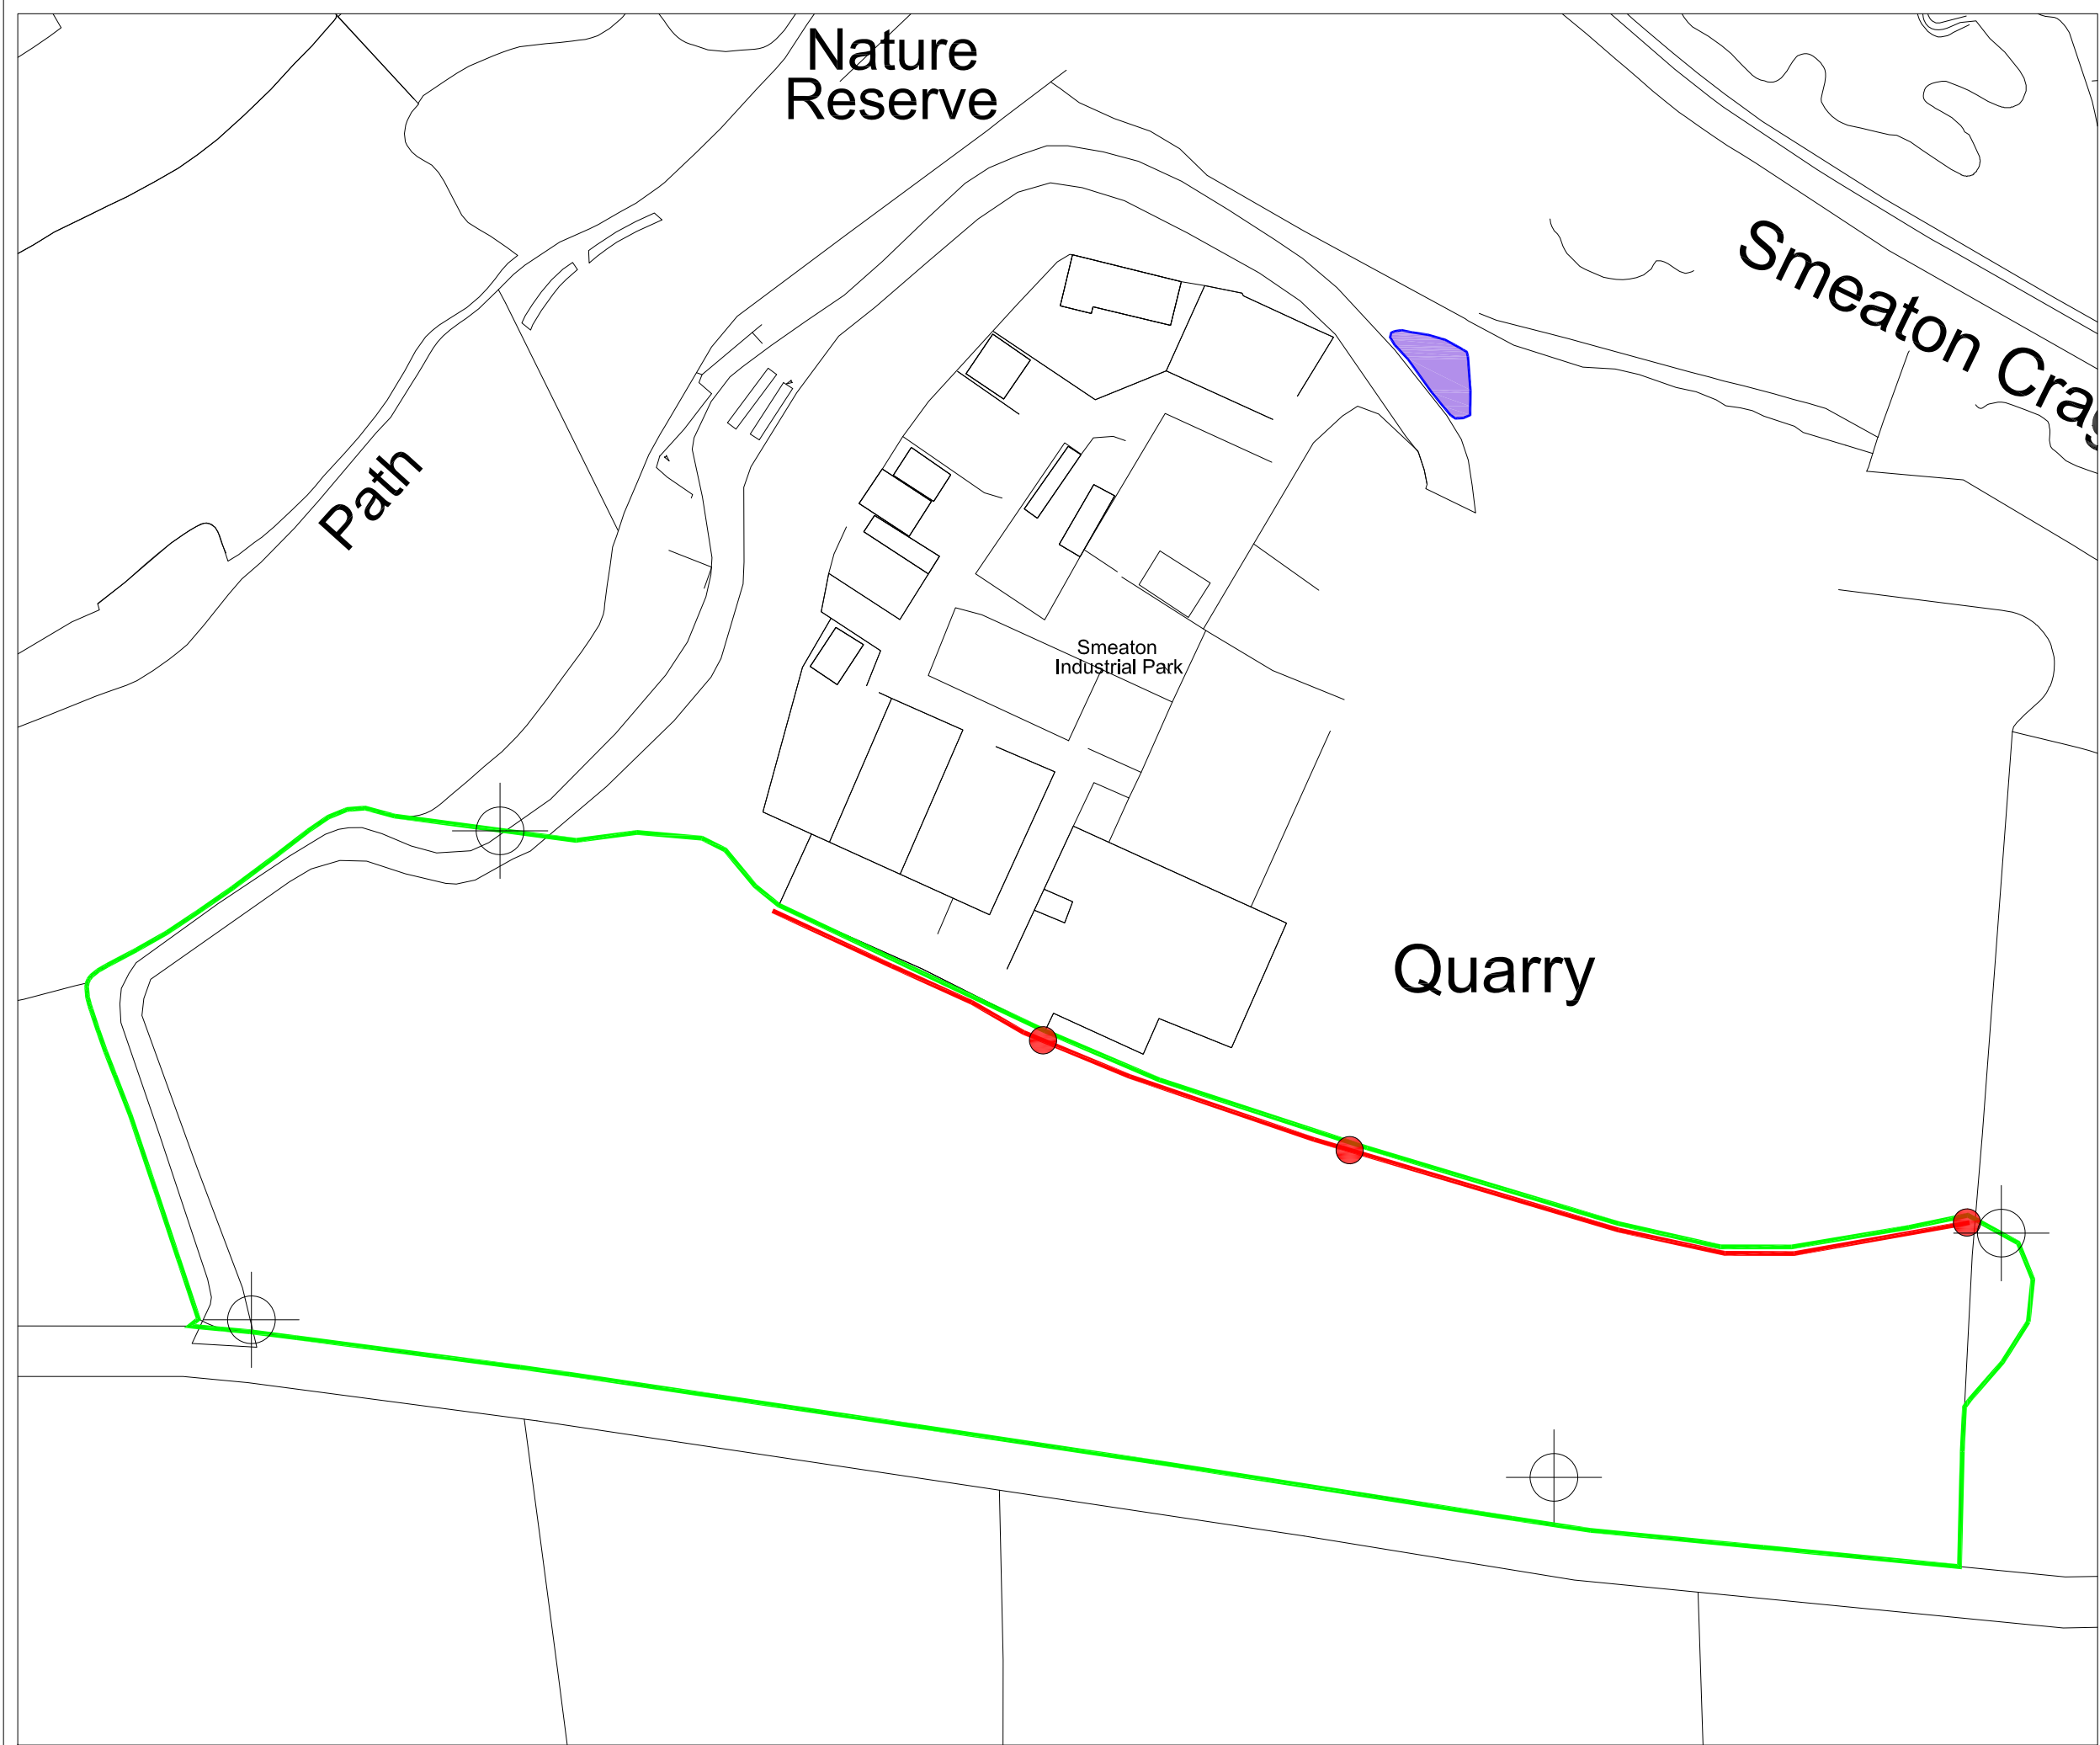 Nature
Reserve
Smeaton Crag
Path
Smeaton
Industrial Park
Quarry